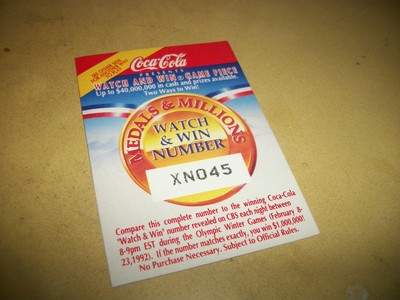 Coca-Cola
PRESENTS
WATCH AND WIN GAME PIECE
Up to $40,000,000 in cash and prizes available.
Two Ways to Win!
MEDALS & MILLIONS
WATCH
& WIN
NUMBER
XN045
Compare this complete number to the winning Coca-Cola
"Watch & Win" number revealed on CBS each night between
8-9pm EST during the Olympic Winter Games (February 8-
23,1992). If the number matches exactly, you win $1,000,000!
No Purchase Necessary. Subject to Official Rules.